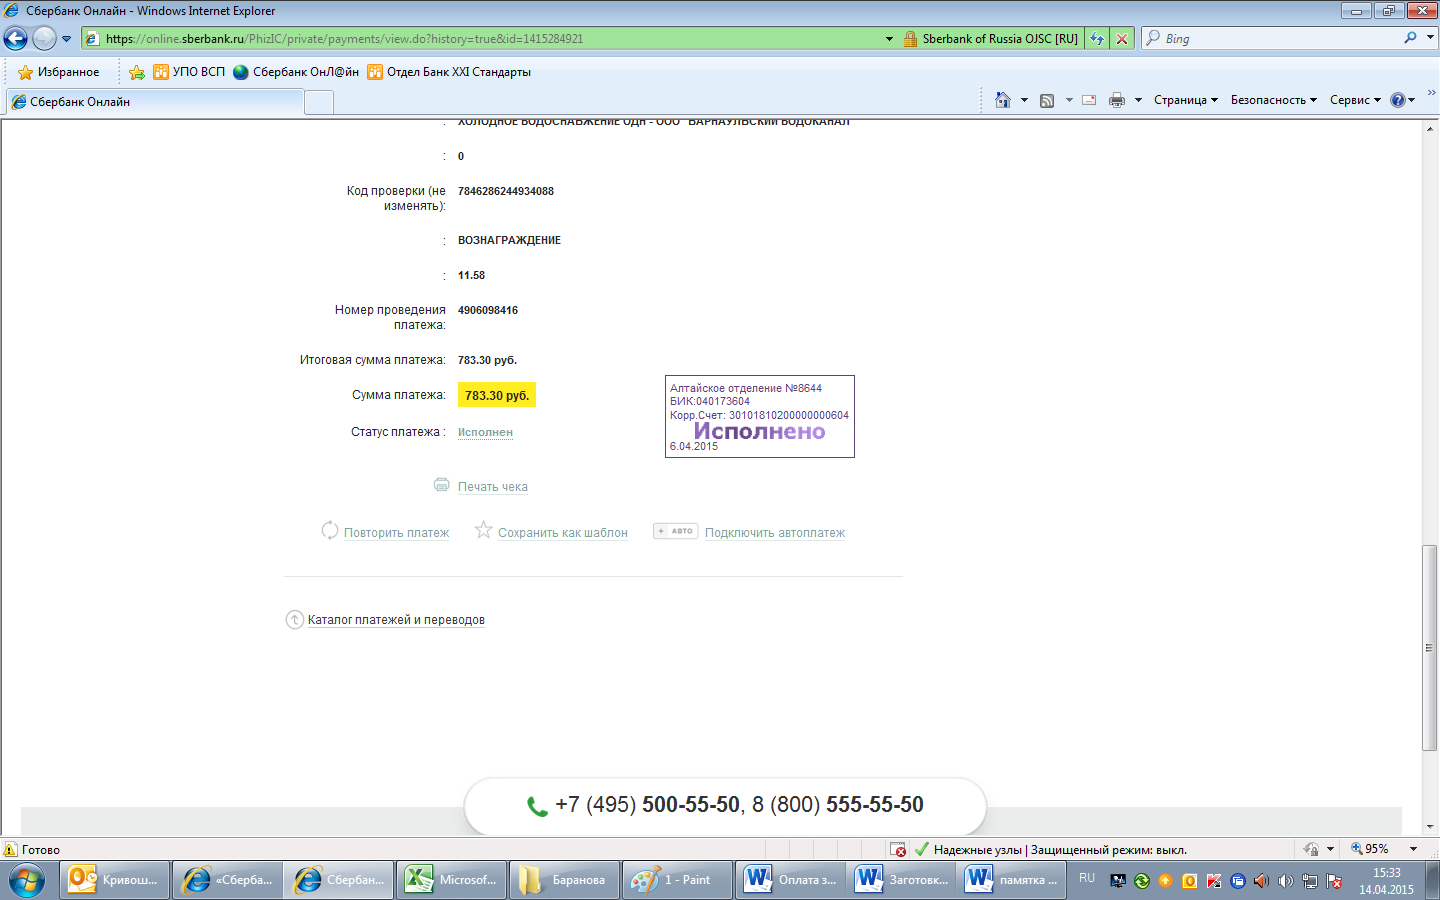 Сбербанк Онлайн - Windows Internet Explorer
https://online.sberbank.ru/PhizIC/private/payments/view.do?history=true&id=1415284921
Sberbank of Russia OJSC [RU]
Bing
Избранное
УПО ВСП
Сбербанк ОнЛ@йн
Отдел Банк XXI Стандарты
Сбербанк Онлайн
Страница
Безопасность
Сервис
: ХОЛОДНОЕ ВОДОСНАБЖЕНИЕ ОДН - ООО "БАРНАУЛЬСКИЙ ВОДОКАНАЛ"
: 0
Код проверки (не
изменять):
7846286244934088
: ВОЗНАГРАЖДЕНИЕ
: 11.58
Номер проведения
платежа:
4906098416
Итоговая сумма платежа: 783.30 руб.
Сумма платежа: 783.30 руб.
Статус платежа : Исполнен
Алтайское отделение №8644
БИК:040173604
Корр.Счет: 30101810200000000604
Исполнено
6.04.2015
Печать чека
Повторить платеж
Сохранить как шаблон
+ АВТО
Подключить автоплатеж
Каталог платежей и переводов
+7 (495) 500-55-50, 8 (800) 555-55-50
Готово
Надежные узлы | Защищенный режим: выкл.
95%
Кривош...
«Сберба...
Сбербан...
Microsof...
Баранова
1 - Paint
Оплата з...
Заготовк...
памятка ...
RU
15:33
14.04.2015